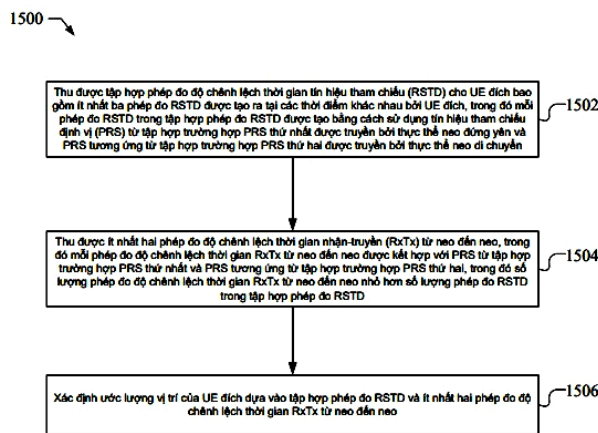 1500
Thu được tập hợp phép đo độ chênh lệch thời gian tín hiệu tham chiếu (RSTD) cho UE đích bao
gồm ít nhất ba phép đo RSTD được tạo ra tại các thời điểm khác nhau bởi UE đích, trong đó mỗi
phép đo RSTD trong tập hợp phép đo RSTD được tạo bằng cách sử dụng tín hiệu tham chiếu
định vị (PRS) từ tập hợp trường hợp PRS thứ nhất được truyền bởi thực thể neo đứng yên và
PRS tương ứng từ tập hợp trường hợp PRS thứ hai được truyền bởi thực thể neo di chuyển
1502
Thu được ít nhất hai phép đo độ chênh lệch thời gian nhận-truyền (RxTx) từ neo đến neo, trong
đó mỗi phép đo độ chênh lệch thời gian RxTx từ neo đến neo được kết hợp với PRS từ tập hợp
trường hợp PRS thứ nhất và PRS tương ứng từ tập hợp trường hợp PRS thứ hai, trong đó số
lượng phép đo độ chênh lệch thời gian RxTx từ neo đến neo nhỏ hơn số lượng phép đo RSTD
trong tập hợp phép đo RSTD
1504
Xác định ước lượng vị trí của UE đích dựa vào tập hợp phép đo RSTD và ít nhất hai phép đo độ
chênh lệch thời gian RxTx từ neo đến neo
1506